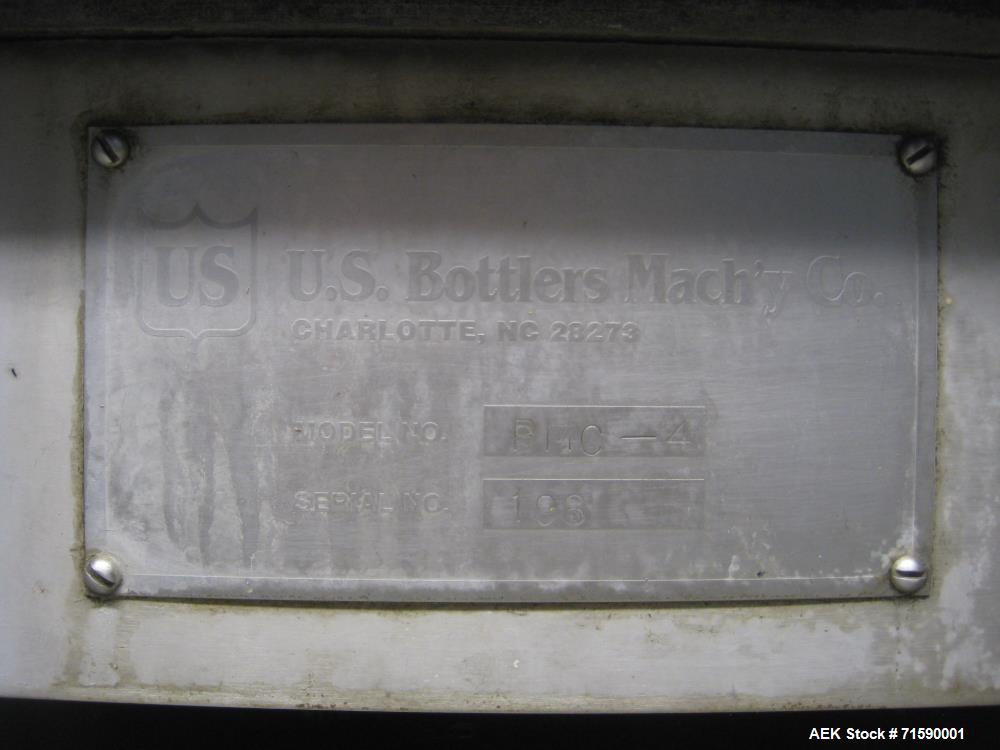 US
U.S. Bottlers Mach'y Co.
CHARLOTTE, NC 28273
MODEL NO.
SERIAL NO.
AEK Stock # 71590001